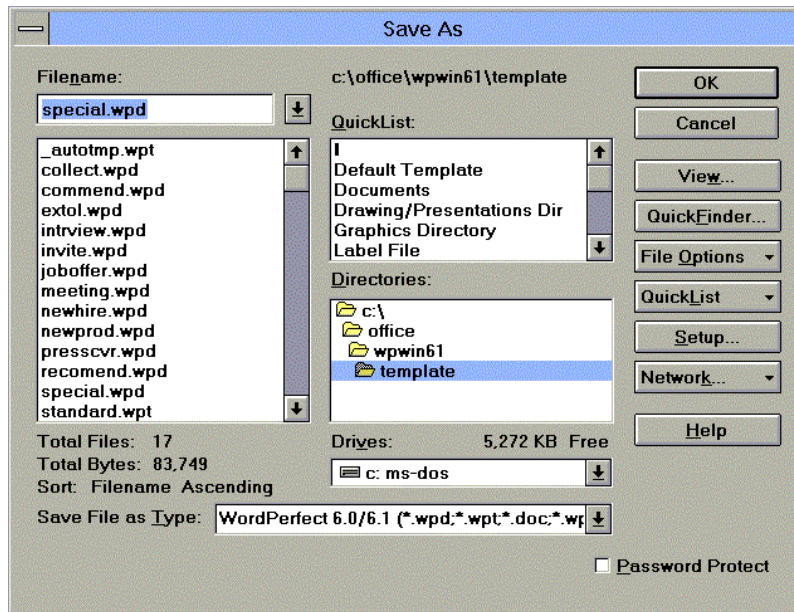 Save As
Filename:
special.wpd
_autotmp.wpt
collect.wpd
commend.wpd
extol.wpd
intrview.wpd
invite.wpd
joboffer.wpd
meeting.wpd
newhire.wpd
newprod.wpd
presscvr.wpd
recomend.wpd
special.wpd
standard.wpt
Total Files: 17
Total Bytes: 83,749
Sort: Filename Ascending
c:\office\wpwin61\template
QuickList:
I
Default Template
Documents
Drawing/Presentations Dir
Graphics Directory
Label File
Directories:
c:\
office
wpwin61
template
Drives: 5,272 KB Free
c: ms-dos
Save File as Type: WordPerfect 6.0/6.1 (*.wpd;*.wpt;*.doc;*.wp
OK
Cancel
View...
QuickFinder...
File Options
QuickList
Setup...
Network...
Help
Password Protect